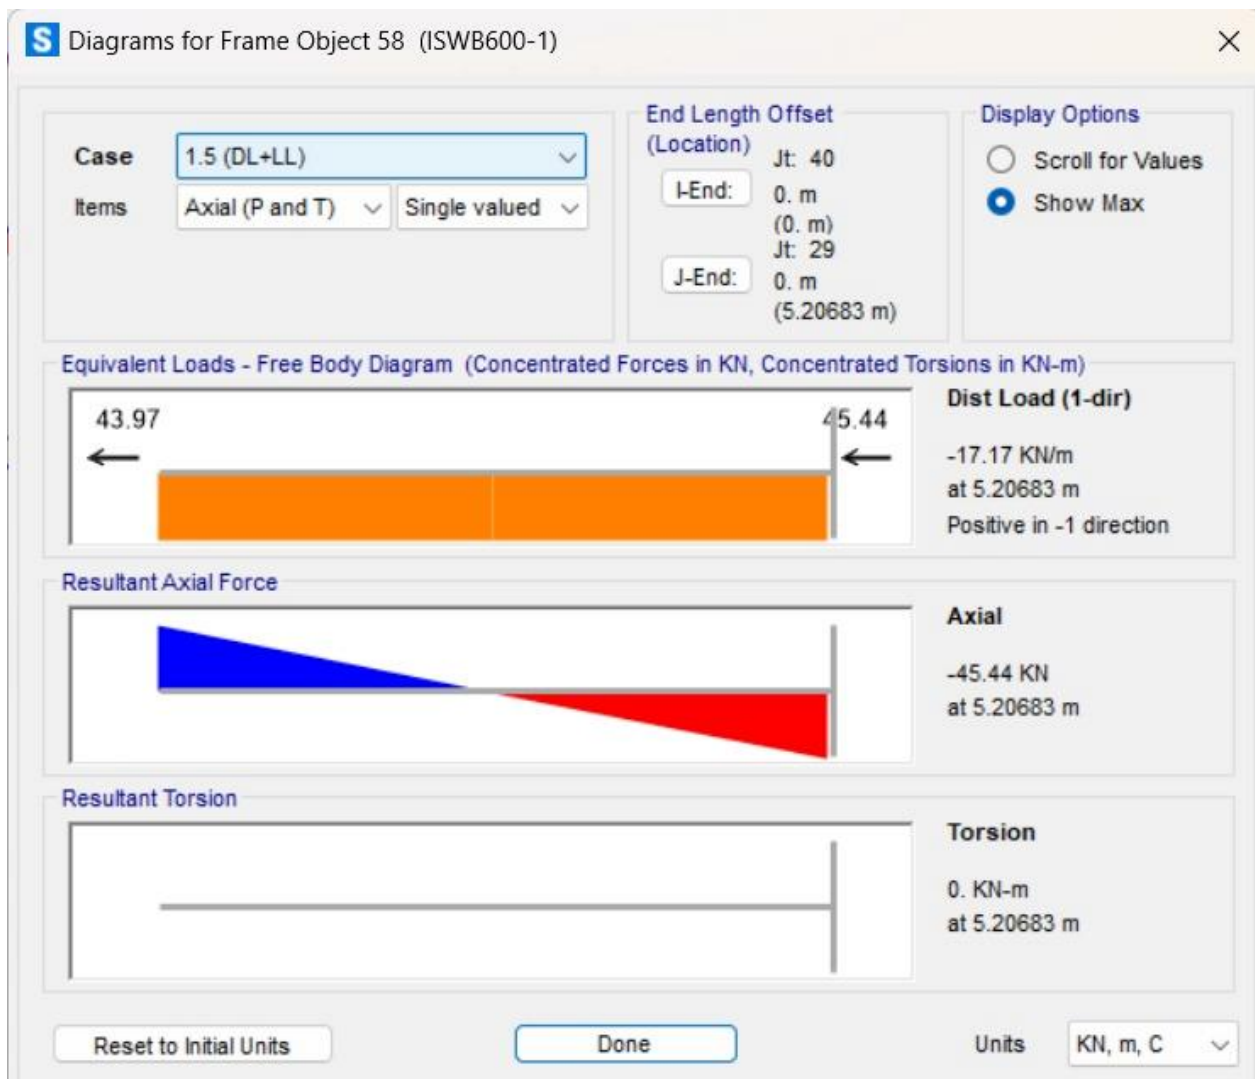 S Diagrams for Frame Object 58 (ISWB600-1)
Case 1.5 (DL+LL)
Items Axial (P and T) Single valued
End Length Offset
(Location)
I-End:
Jt: 40
0. m
(0. m)
J-End:
Jt: 29
0. m
(5.20683 m)
Display Options
Scroll for Values
Show Max
Equivalent Loads - Free Body Diagram (Concentrated Forces in KN, Concentrated Torsions in KN-m)
43.97
45.44
Dist Load (1-dir)
-17.17 KN/m
at 5.20683 m
Positive in -1 direction
Resultant Axial Force
Axial
-45.44 KN
at 5.20683 m
Resultant Torsion
Torsion
0. KN-m
at 5.20683 m
Reset to Initial Units
Done
Units KN, m, C